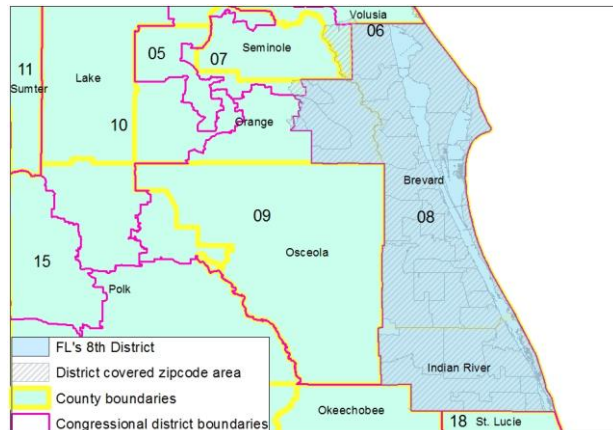 Volusia
06
05
07
Seminole
11
Sumter
Lake
10
Orange
Brevard
08
09
Osceola
15
Polk
Indian River
Okeechobee
18 St. Lucie
FL's 8th District
District covered zipcode area
County boundaries
Congressional district boundaries